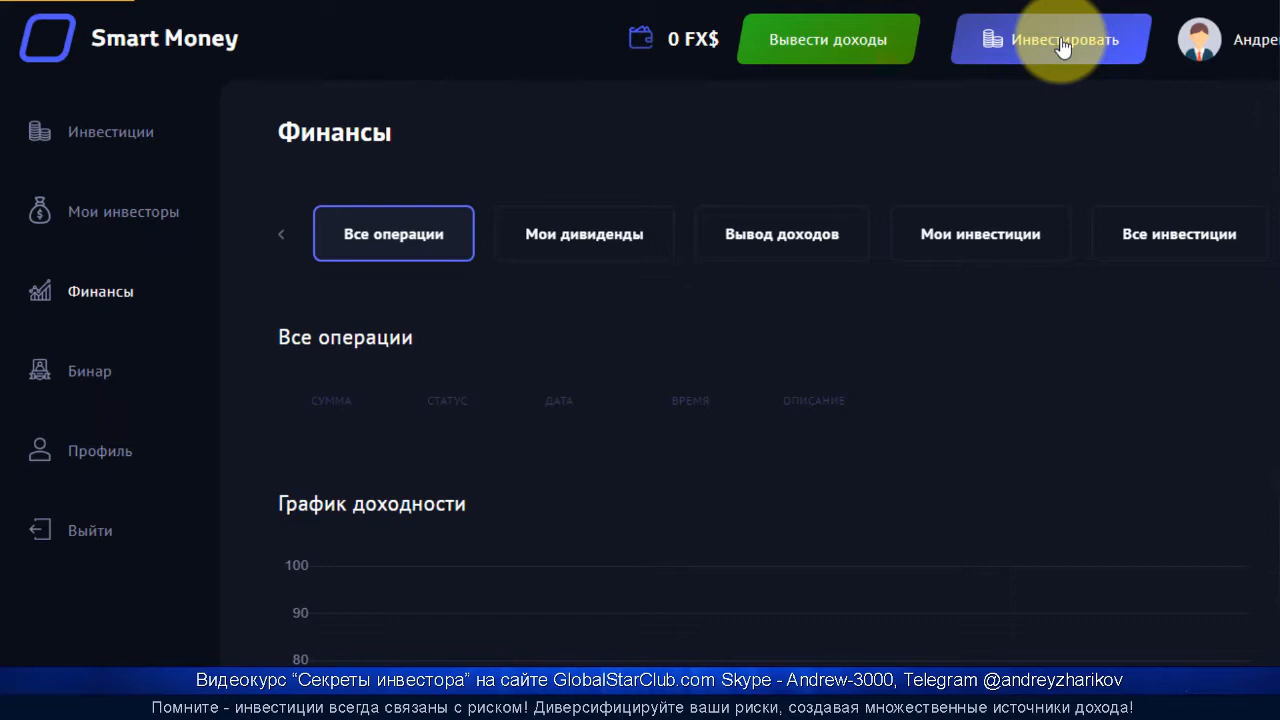 Smart Money
0 FX$
Вывести доходы
Инвестировать
Андре
Инвестиции
Мои инвесторы
Финансы
Бинар
Профиль
Выйти
Финансы
Все операции
Мои дивиденды
Вывод доходов
Мои инвестиции
Все инвестиции
Все операции
СУММА СТАТУС ДАТА ВРЕМЯ ОПИСАНИЕ
График доходности
100
90
80
Видеокурс “Секреты инвестора” на сайте GlobalStarClub.com Skype - Andrew-3000, Telegram @andreyzharikov
Помните - инвестиции всегда связаны с риском! Диверсифицируйте ваши риски, создавая множественные источники дохода!